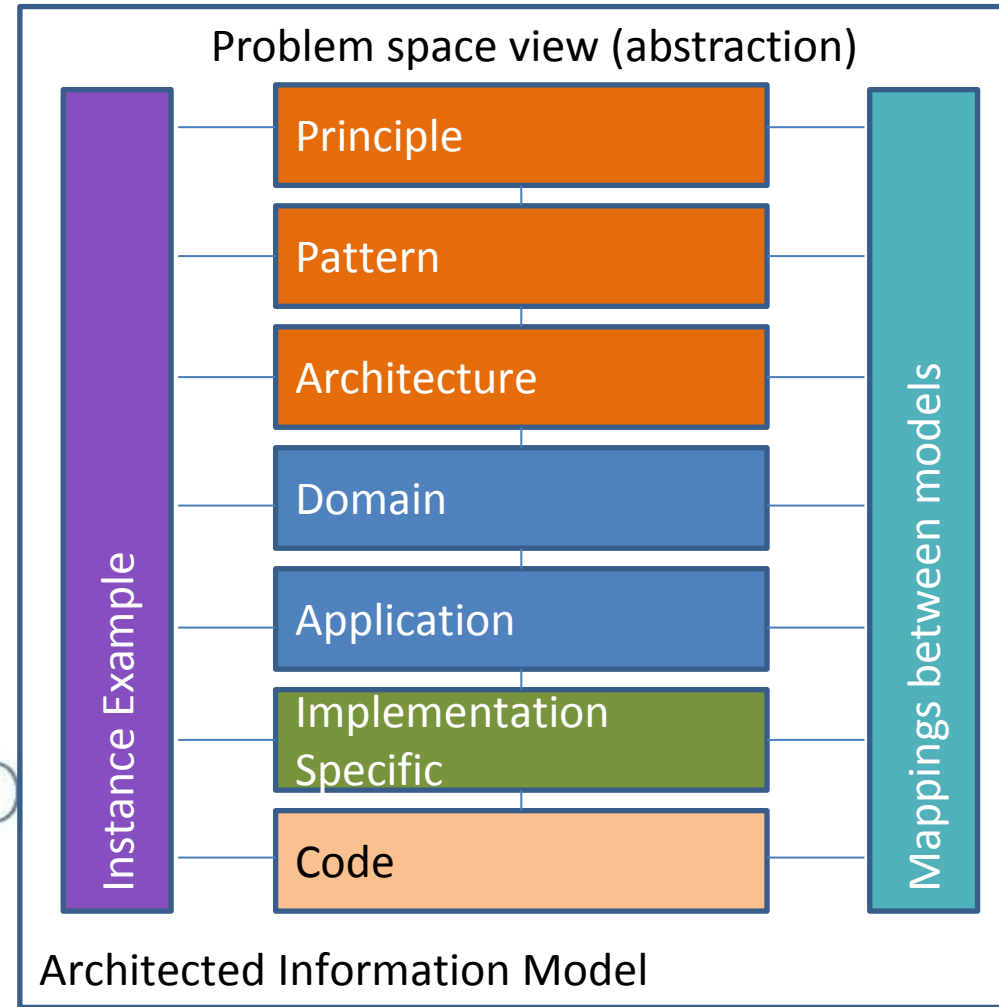 Problem space view (abstraction)
Instance Example
Principle
Pattern
Architecture
Domain
Application
Implementation
Specific
Code
Mappings between models
Architected Information Model